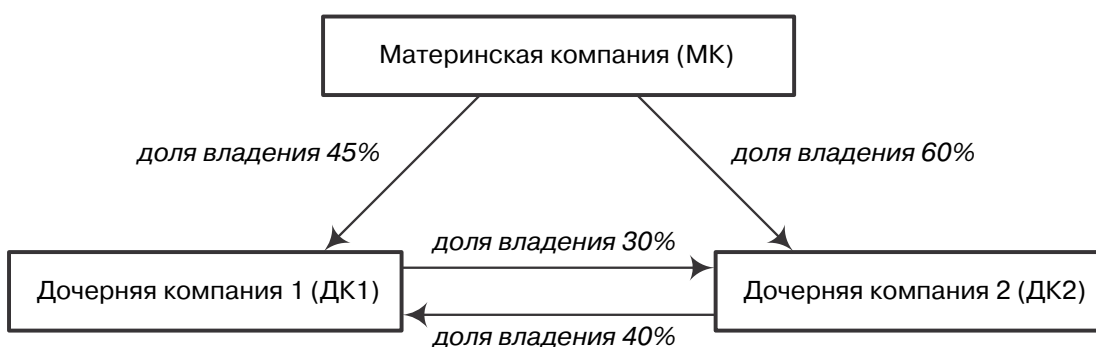 Материнская компания (МК)
доля владения 45%
доля владения 60%
доля владения 30%
Дочерняя компания 1 (ДК1)
Дочерняя компания 2 (ДК2)
доля владения 40%